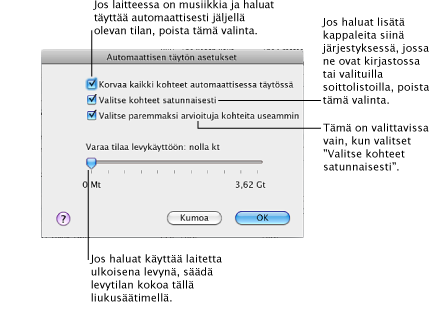 Jos laitteessa on musiikkia ja haluat
täyttää automaattisesti jäljellä
olevan tilan, poista tämä valinta.
Jos haluat lisätä
kappaleita siinä
järjestyksessä, jossa
ne ovat kirjastossa
tai valituilla
soittolistoilla, poista
tämä valinta.
Automaattisen täytön asetukset
Korvaa kaikki kohteet automaattisessa täytössä
Valitse kohteet satunnaisesti
Valitse paremmaksi arvioituja kohteita useammin
Tämä on valittavissa
vain, kun valitset
"Valitse kohteet
satunnaisesti".
Varaa tilaa levykäyttöön: nolla kt
0 Mt
3,62 Gt
?
Kumoa
OK
Jos haluat käyttää laitetta
ulkoisena levynä, säädä
levytilan kokoa tällä
liukusäätimellä.